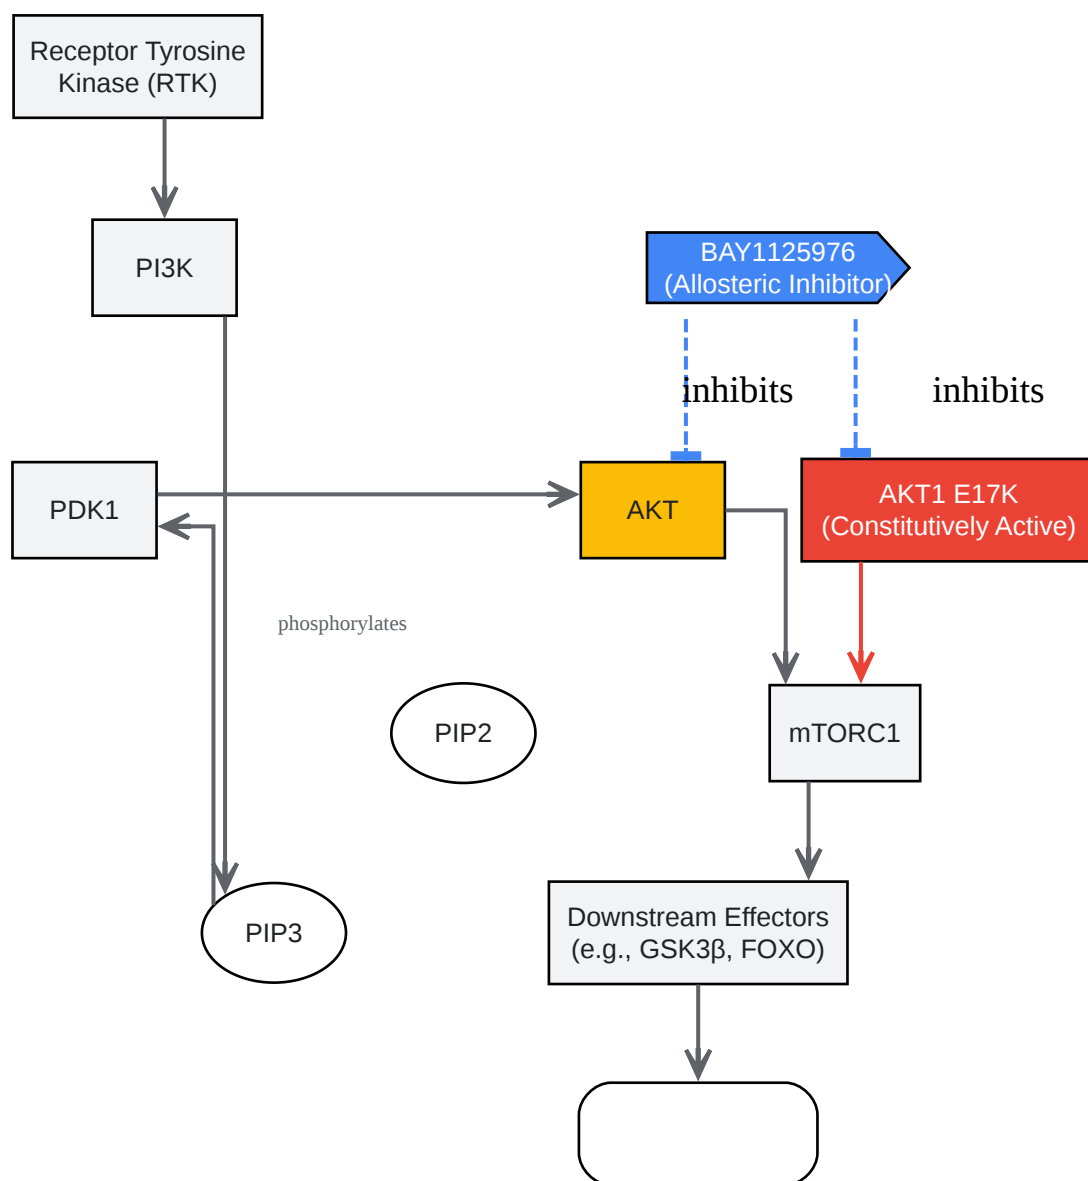 Receptor Tyrosine
Kinase (RTK)
PI3K
BAY1125976
(Allosteric Inhibitor)
inhibits
inhibits
PDK1
AKT
AKT1 E17K
(Constitutively Active)
phosphorylates
PIP2
mTORC1
PIP3
Downstream Effectors
(e.g., GSK3β, FOXO)